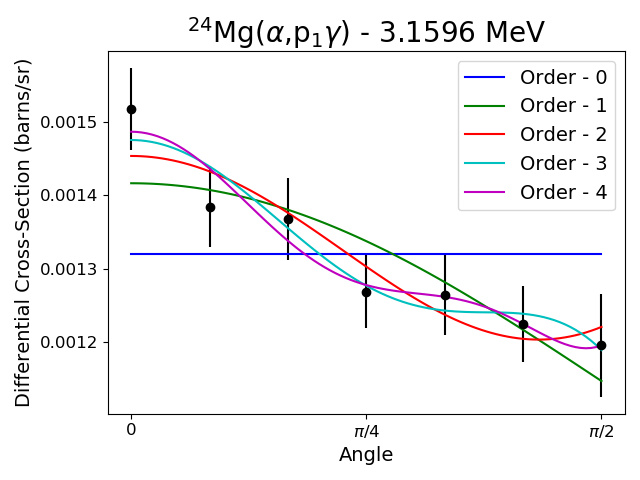 ²⁴Mg(α,p₁γ) - 3.1596 MeV
Differential Cross-Section (barns/sr)
0.0015
0.0014
0.0013
0.0012
Order - 0
Order - 1
Order - 2
Order - 3
Order - 4
0
π/4
π/2
Angle